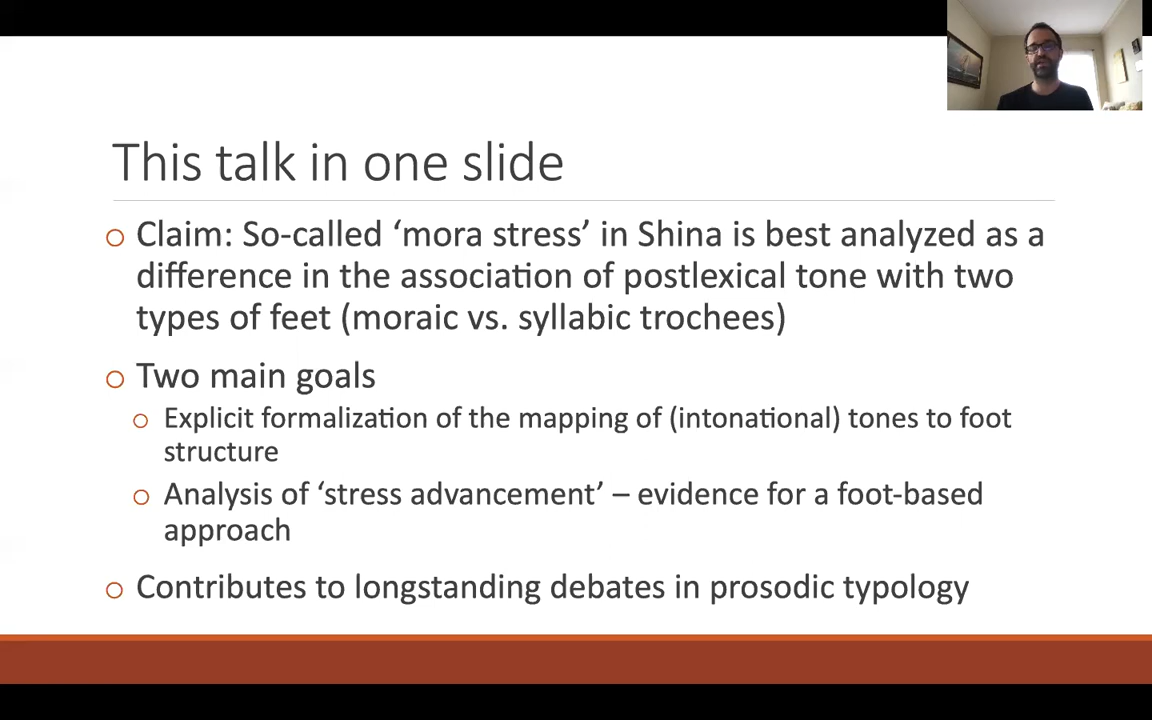 This talk in one slide
Claim: So-called ‘mora stress’ in Shina is best analyzed as a
difference in the association of postlexical tone with two
types of feet (moraic vs. syllabic trochees)
Two main goals
Explicit formalization of the mapping of (intonational) tones to foot
structure
Analysis of ‘stress advancement’ – evidence for a foot-based
approach
Contributes to longstanding debates in prosodic typology